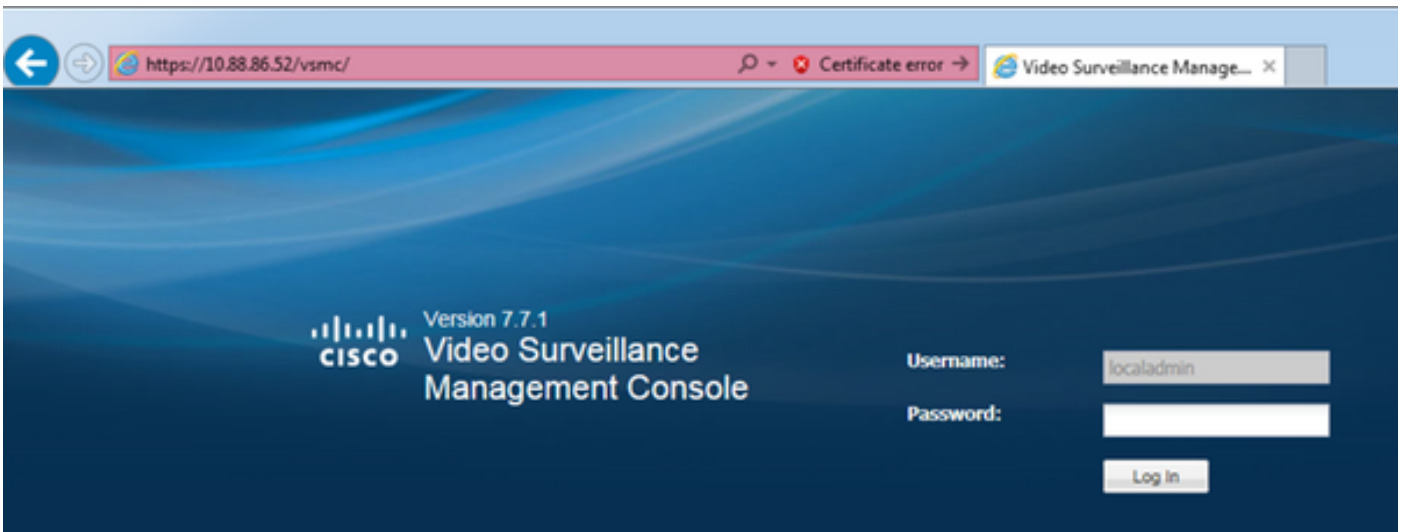 https://10.88.86.52/vsmc/
Certificate error
Video Surveillance Manage...
CISCO
Version 7.7.1
Video Surveillance
Management Console
Username:
localadmin
Password:
Log In